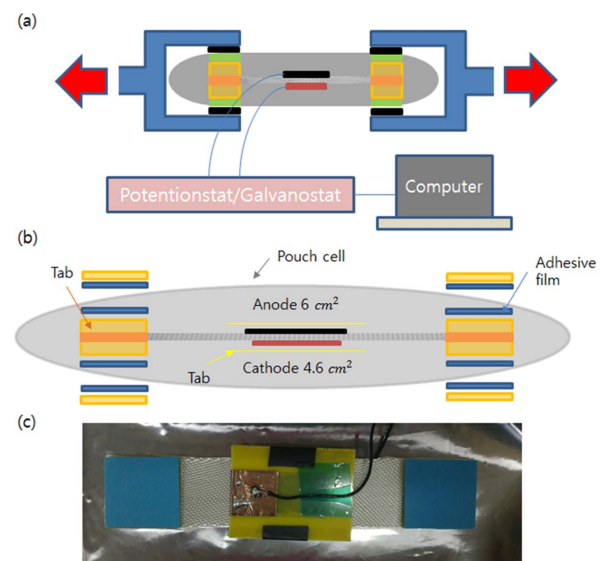 (a)
Potentionstat/Galvanostat
Computer
(b)
Tab
Pouch cell
Adhesive
film
Anode 6 cm²
Tab
Cathode 4.6 cm²
(c)